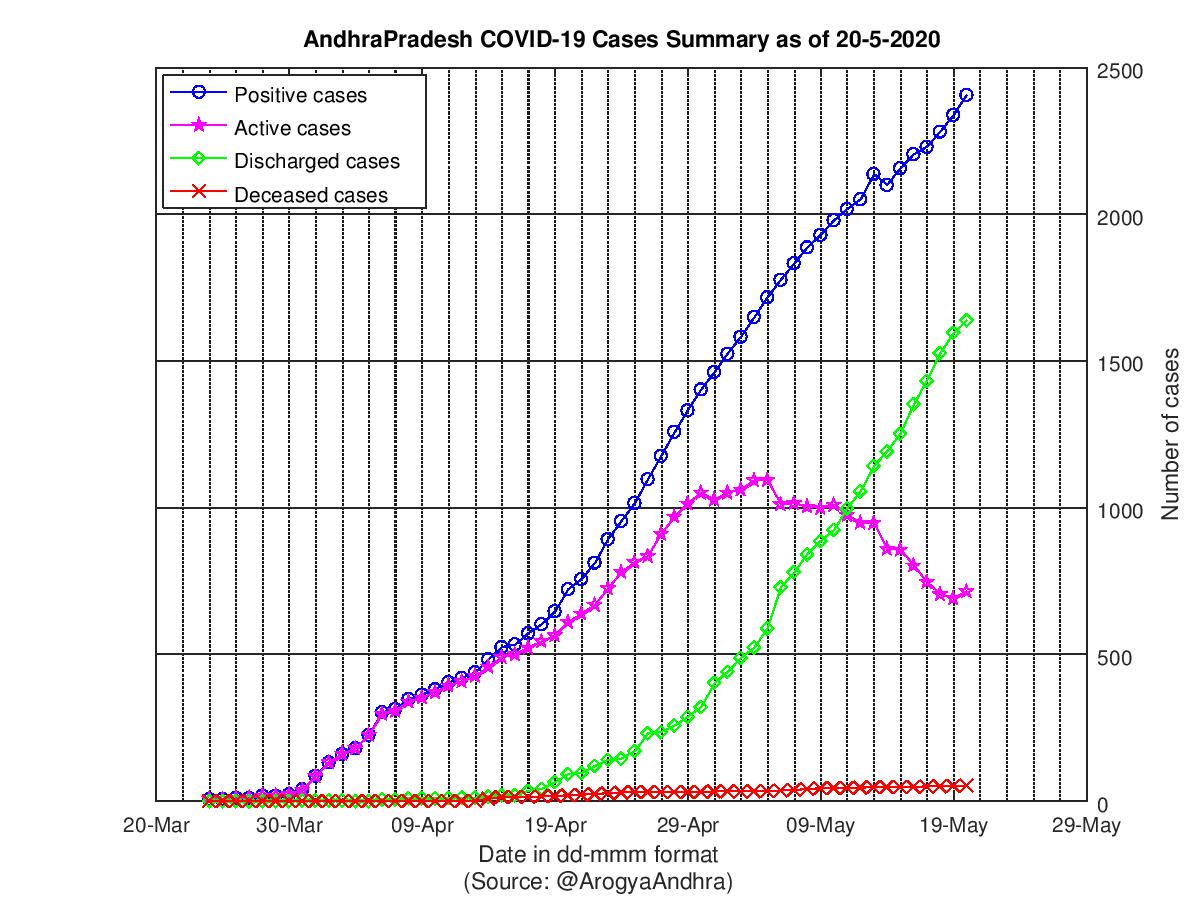 AndhraPradesh COVID-19 Cases Summary as of 20-5-2020
Positive cases
Active cases
Discharged cases
Deceased cases
2500
2000
1500
1000
500
0
Number of cases
20-Mar 30-Mar 09-Apr 19-Apr 29-Apr 09-May 19-May 29-May
Date in dd-mmm format
(Source: @ArogyaAndhra)